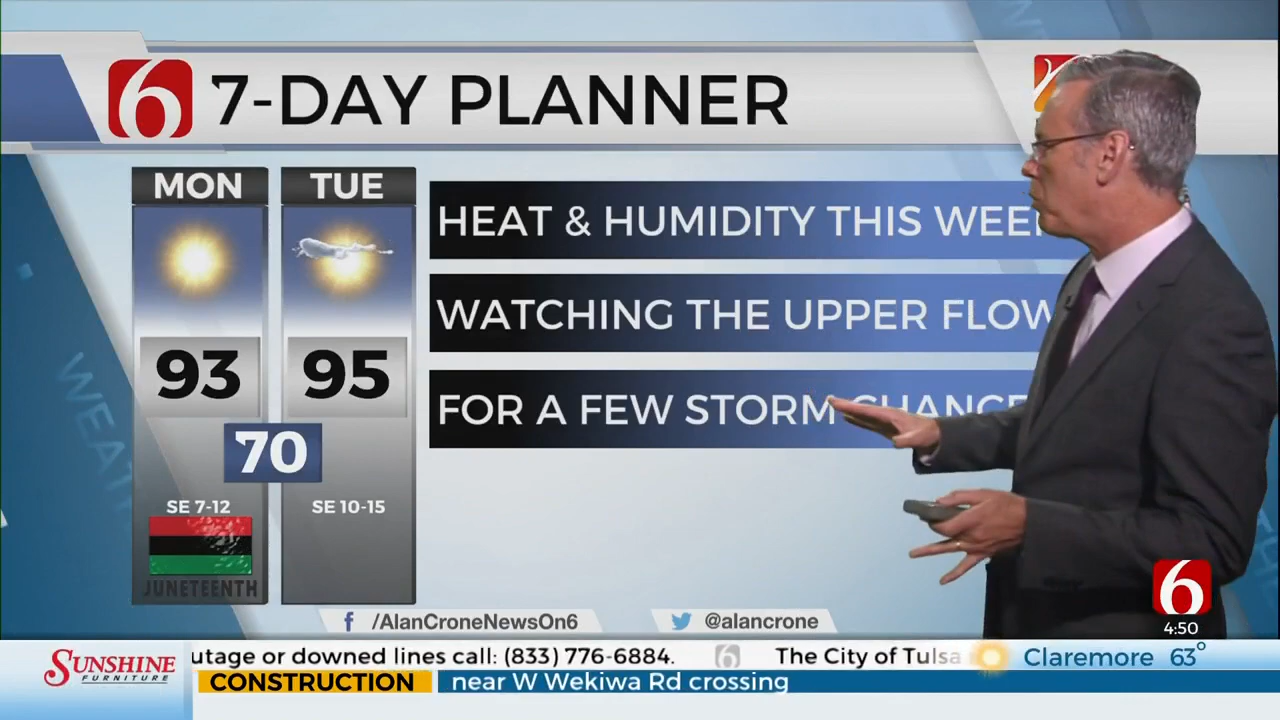 6 7-DAY PLANNER
MON
TUE
93
95
70
SE 7-12
SE 10-15
JUNETEENTH
HEAT & HUMIDITY THIS WEE
WATCHING THE UPPER FLOW
FOR A FEW STORM CHANCE
/AlanCroneNewsOn6
@alancrone
6
4:50
SUNSHINE
FURNITURE
utage or downed lines call: (833) 776-6884. 6 The City of Tulsa
Claremore 63°
CONSTRUCTION near W Wekiwa Rd crossing